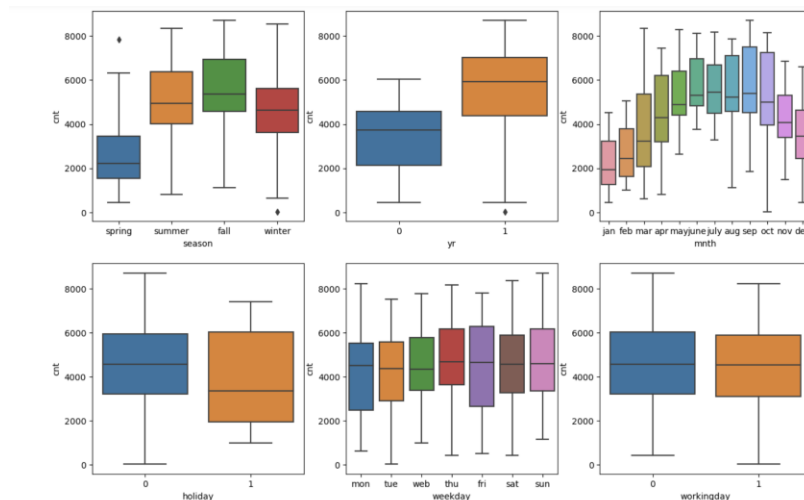 8000
6000
4000
2000
0
cnt
spring
summer
fall
winter
season
8000
6000
4000
2000
0
cnt
0
1
yr
8000
6000
4000
2000
0
cnt
jan feb mar apr may june july aug sep oct nov de
mnth
8000
6000
4000
2000
0
cnt
0
1
holiday
8000
6000
4000
2000
0
cnt
mon tue web thu fri sat sun
weekday
8000
6000
4000
2000
0
cnt
0
1
workingday